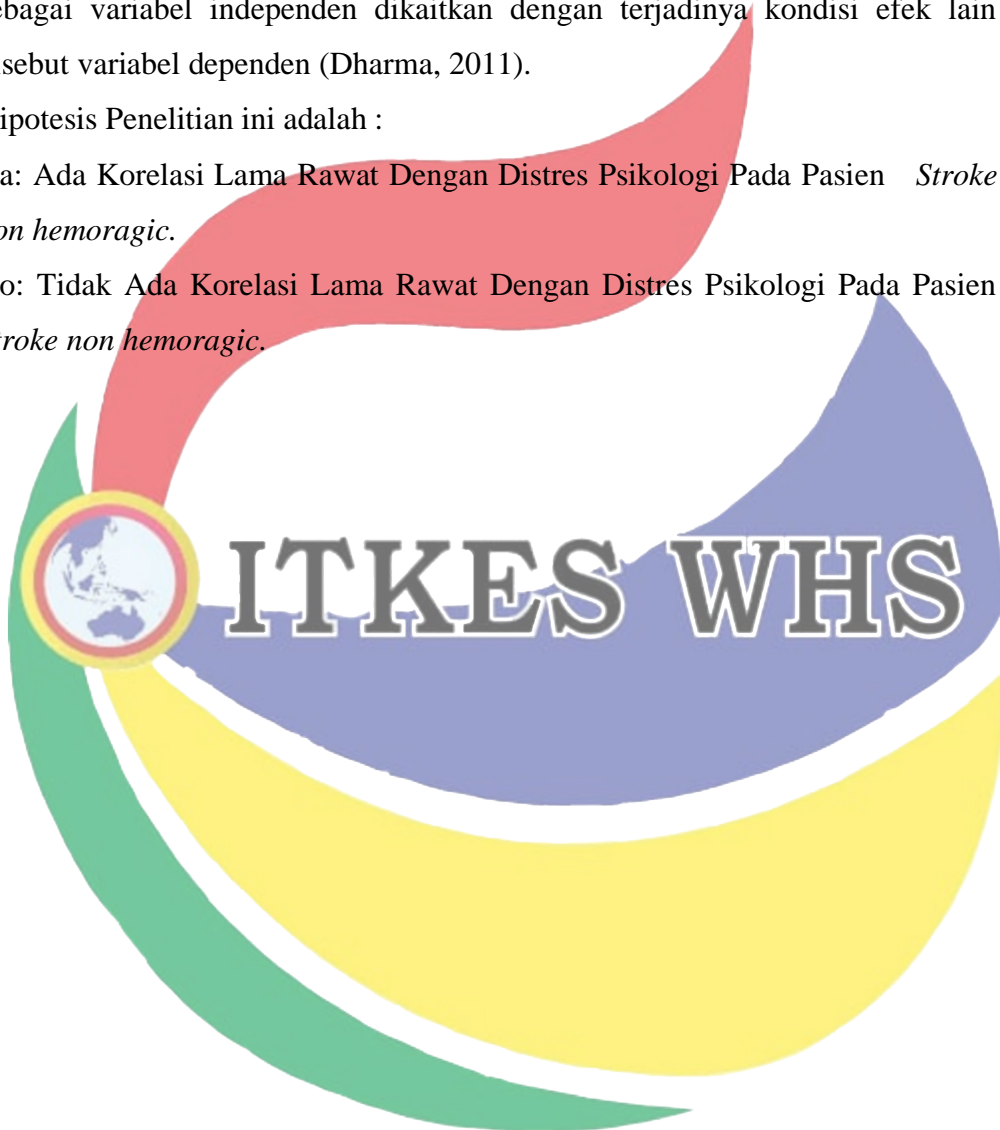 ebagai variabel independen dikaitkan dengan terjadinya kondisi efek lain
sebut variabel dependen (Dharma, 2011).
ipotesis Penelitian ini adalah :
a: Ada Korelasi Lama Rawat Dengan Distres Psikologi Pada Pasien Stroke
on hemoragic.
o: Tidak Ada Korelasi Lama Rawat Dengan Distres Psikologi Pada Pasien
troke non hemoragic.
ITKES WHS